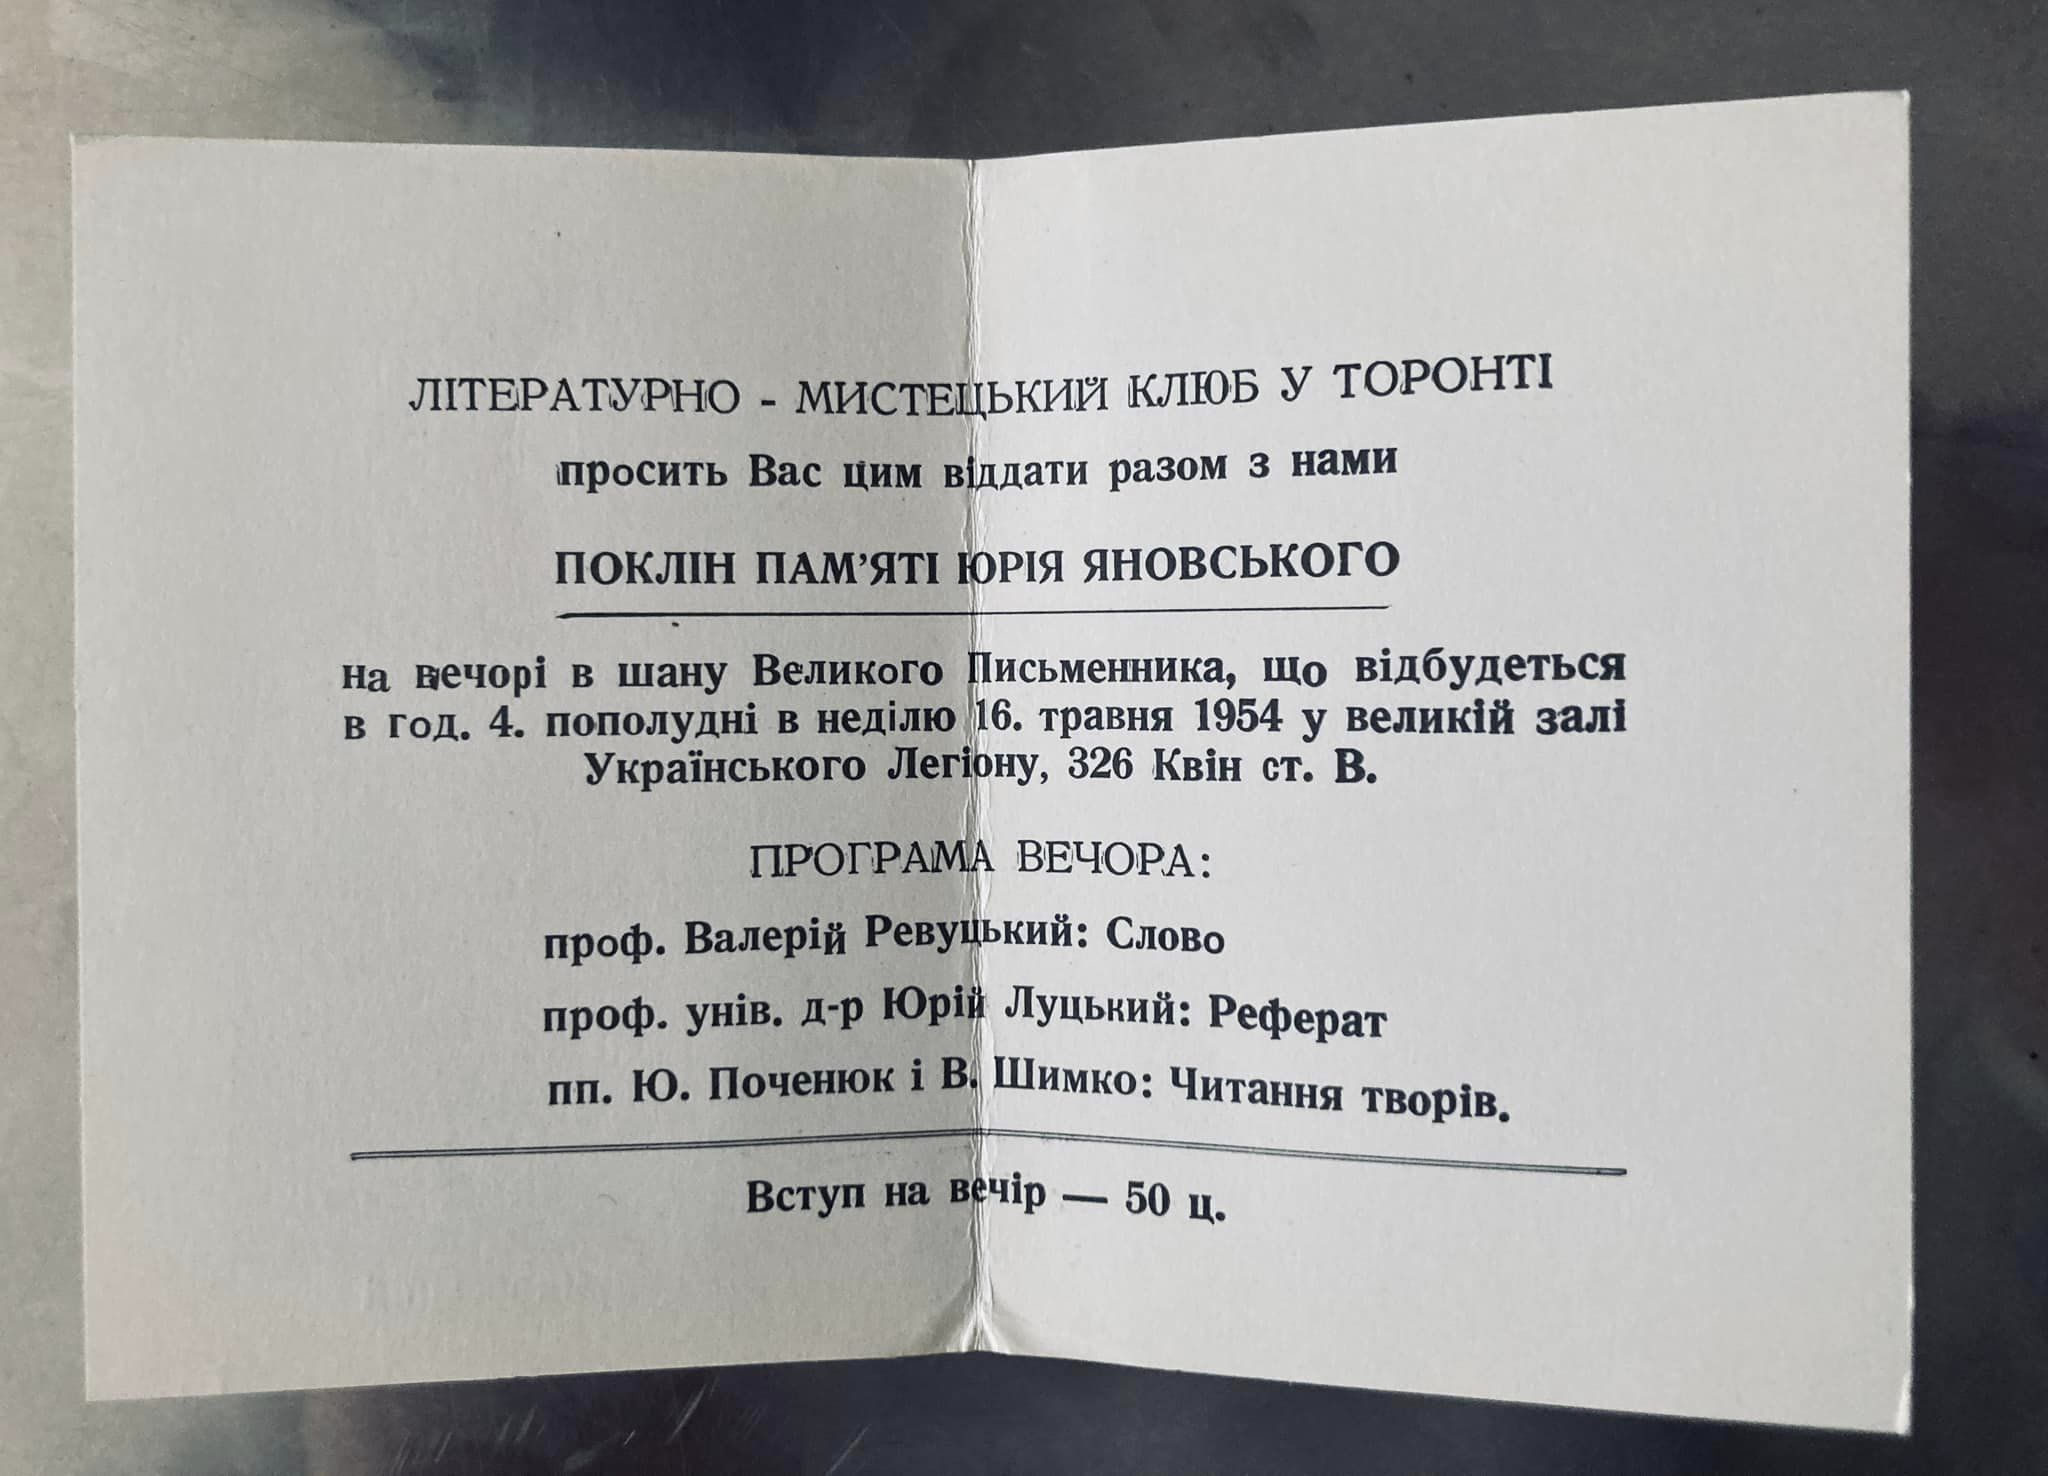 ЛІТЕРАТУРНО - МИСТЕЦЬКИЙ КЛЮБ У ТОРОНТІ
просить Вас цим віддати разом з нами
ПОКЛІН ПАМ’ЯТІ ЮРІЯ ЯНОВСЬКОГО
на вечорі в шану Великого Письменника, що відбудеться
в год. 4. пополудні в неділю 16. травня 1954 у великій залі
Українського Легіону, 326 Квін ст. В.
ПРОГРАМА ВЕЧОРА:
проф. Валерій Ревуцький: Слово
проф. унів. д-р Юрій Луцький: Реферат
пп. Ю. Поченюк і В. Шимко: Читання творів.
Вступ на вечір — 50 ц.